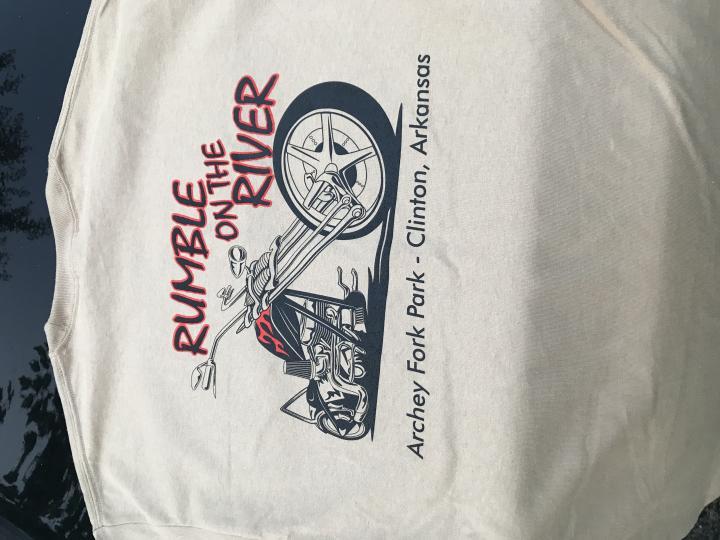 RUMBLE
ON THE
RIVER
Archey Fork Park - Clinton, Arkansas